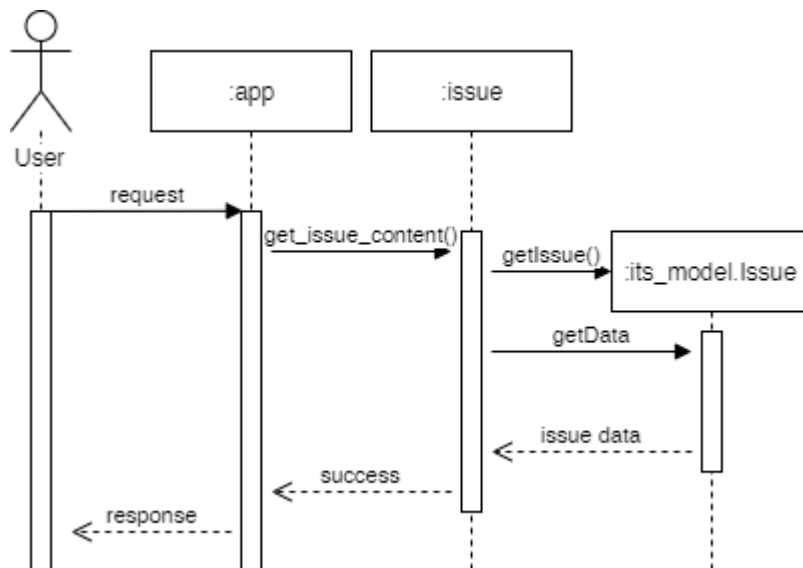 User
:app
:issue
request
get_issue_content()
getIssue()
:its_model.Issue
getData
issue data
success
response